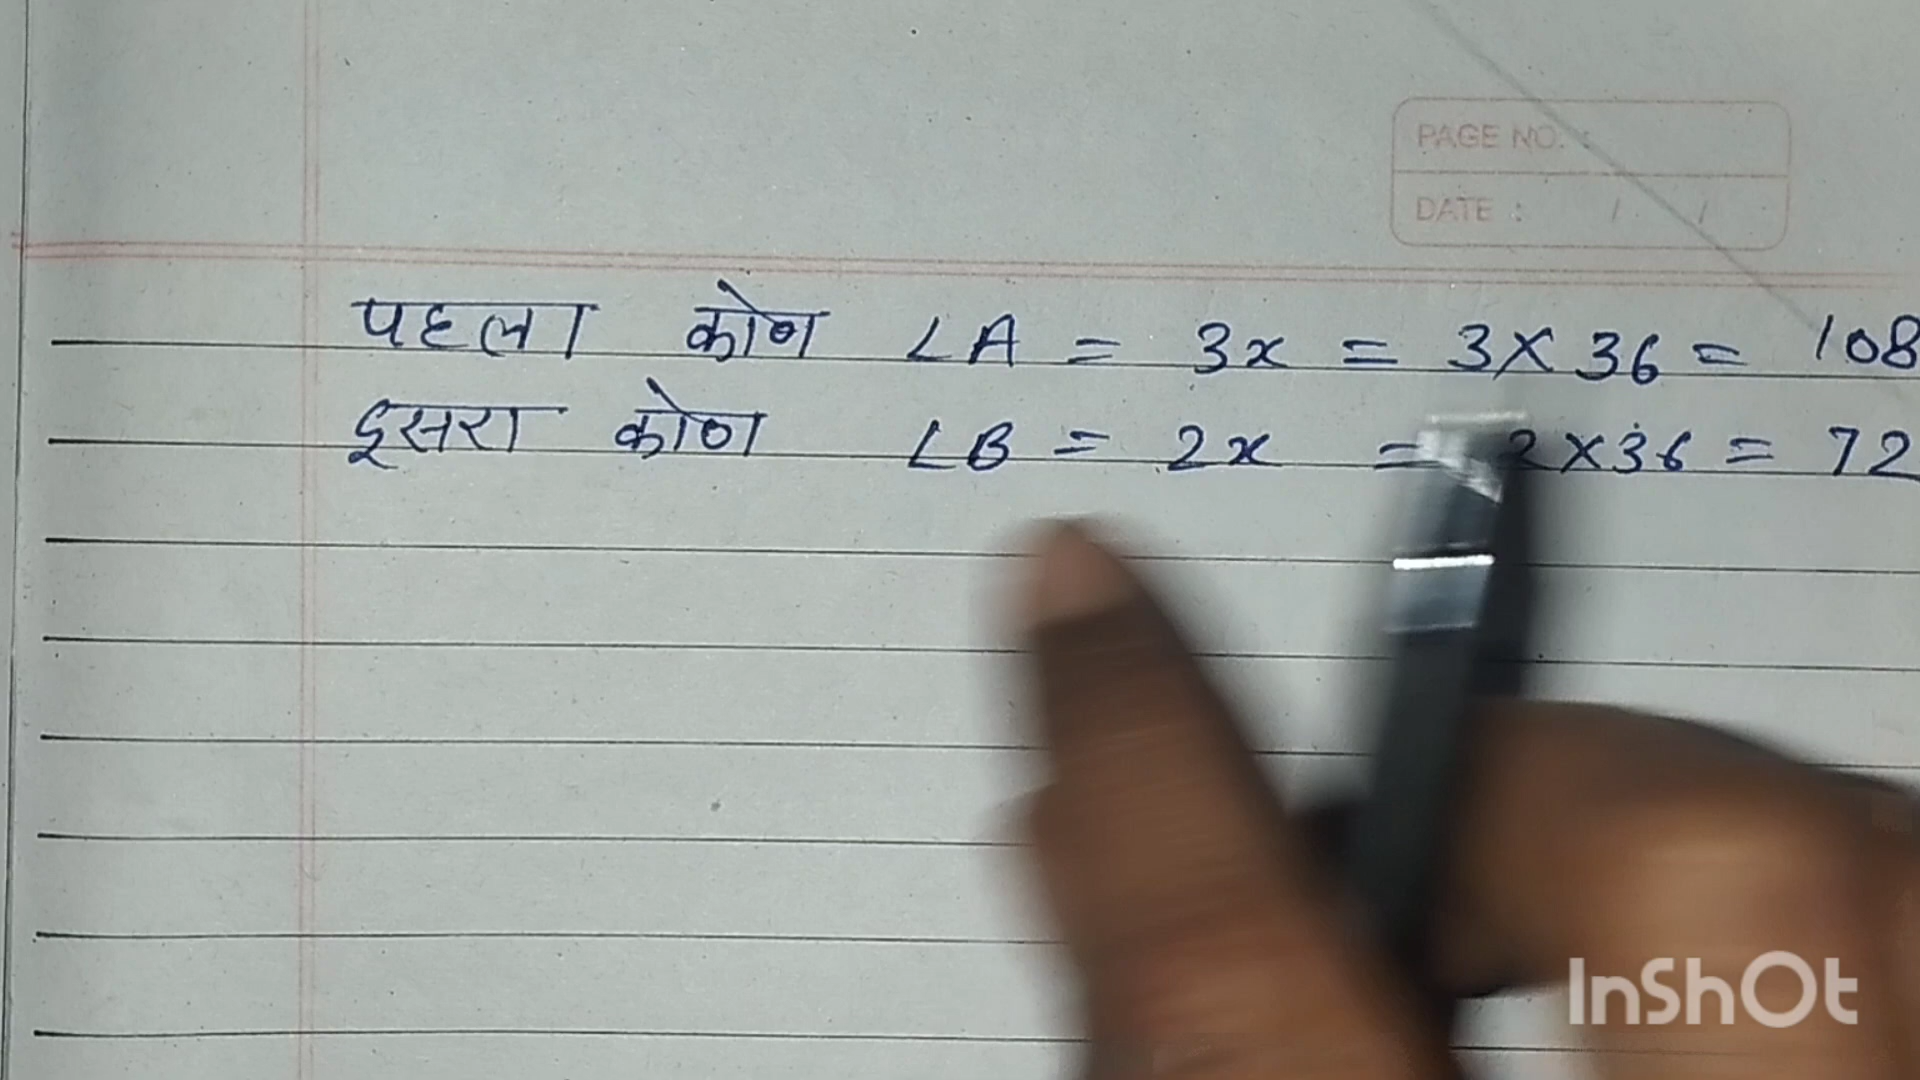 PAGE NO. :
DATE : / /
पहला कोण ∠A = 3x = 3×36 = 108
दूसरा कोण ∠B = 2x = 2×36 = 72
InShOt